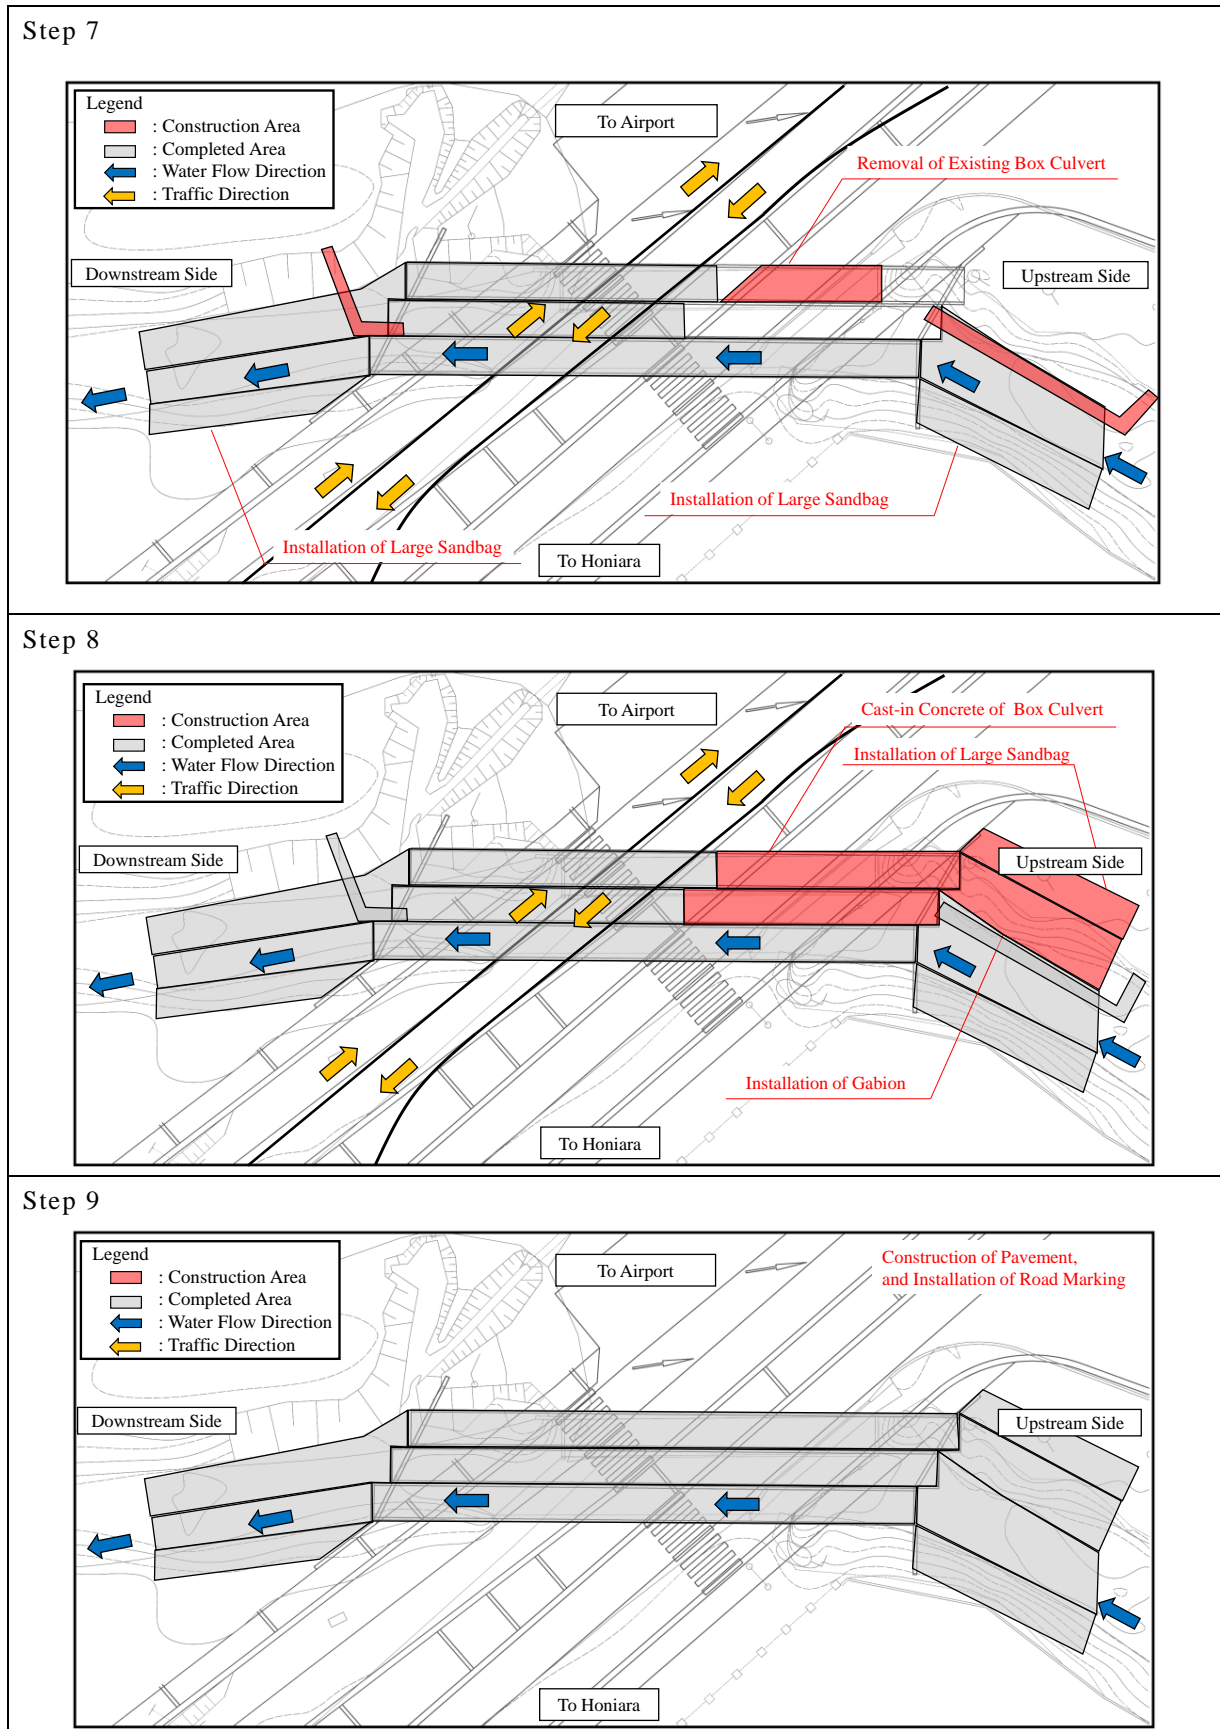 Step 7
Legend
: Construction Area
: Completed Area
: Water Flow Direction
: Traffic Direction
To Airport
Removal of Existing Box Culvert
Downstream Side
Upstream Side
Installation of Large Sandbag
Installation of Large Sandbag
To Honiara
Step 8
Legend
: Construction Area
: Completed Area
: Water Flow Direction
: Traffic Direction
To Airport
Cast-in Concrete of Box Culvert
Installation of Large Sandbag
Downstream Side
Upstream Side
Installation of Gabion
To Honiara
Step 9
Legend
: Construction Area
: Completed Area
: Water Flow Direction
: Traffic Direction
To Airport
Construction of Pavement,
and Installation of Road Marking
Downstream Side
Upstream Side
To Honiara